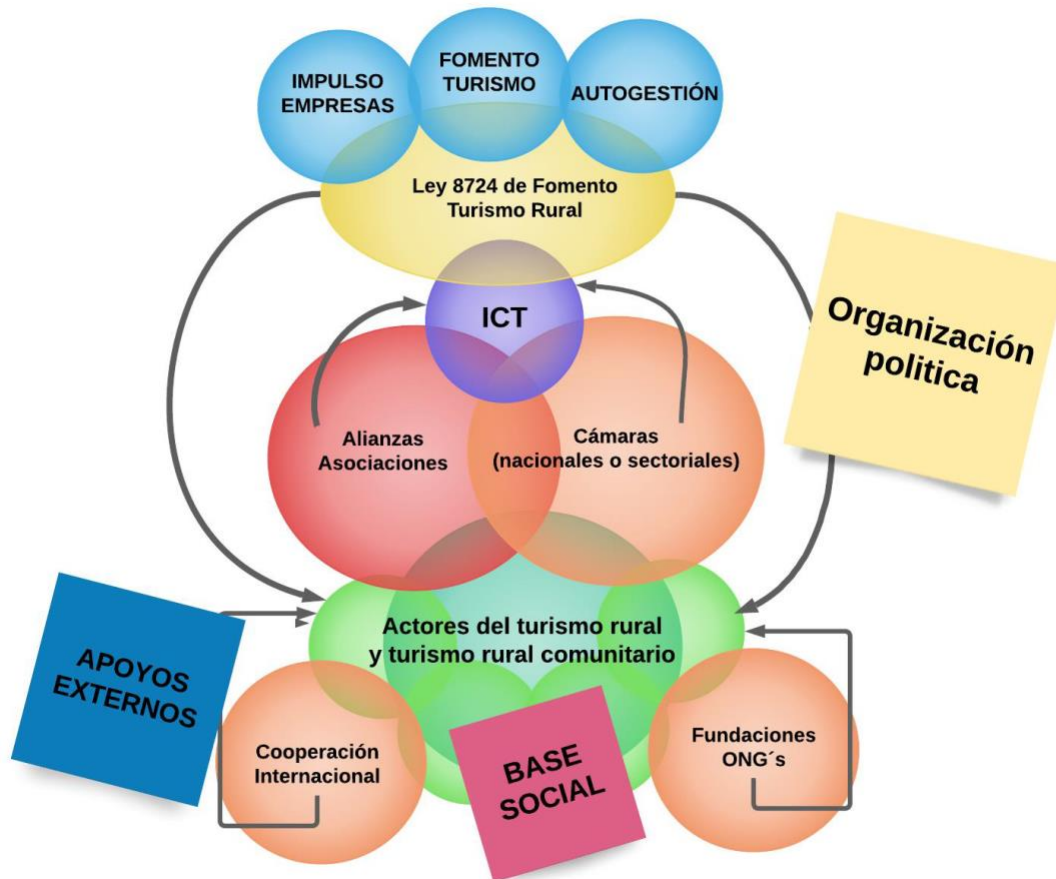 IMPULSO
EMPRESAS
FOMENTO
TURISMO
AUTOGESTIÓN
Ley 8724 de Fomento
Turismo Rural
ICT
Organización
politica
Alianzas
Asociaciones
Cámaras
(nacionales o sectoriales)
Actores del turismo rural
y turismo rural comunitario
APOYOS
EXTERNOS
Cooperación
Internacional
BASE
SOCIAL
Fundaciones
ONG´s